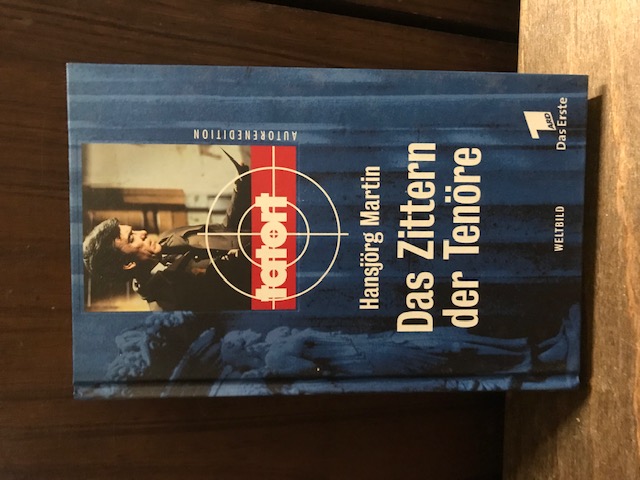 AUTORENEDITION
tatort
Hansjörg Martin
Das Zittern
der Tenöre
WELTBILD
1
ARD
Das Erste